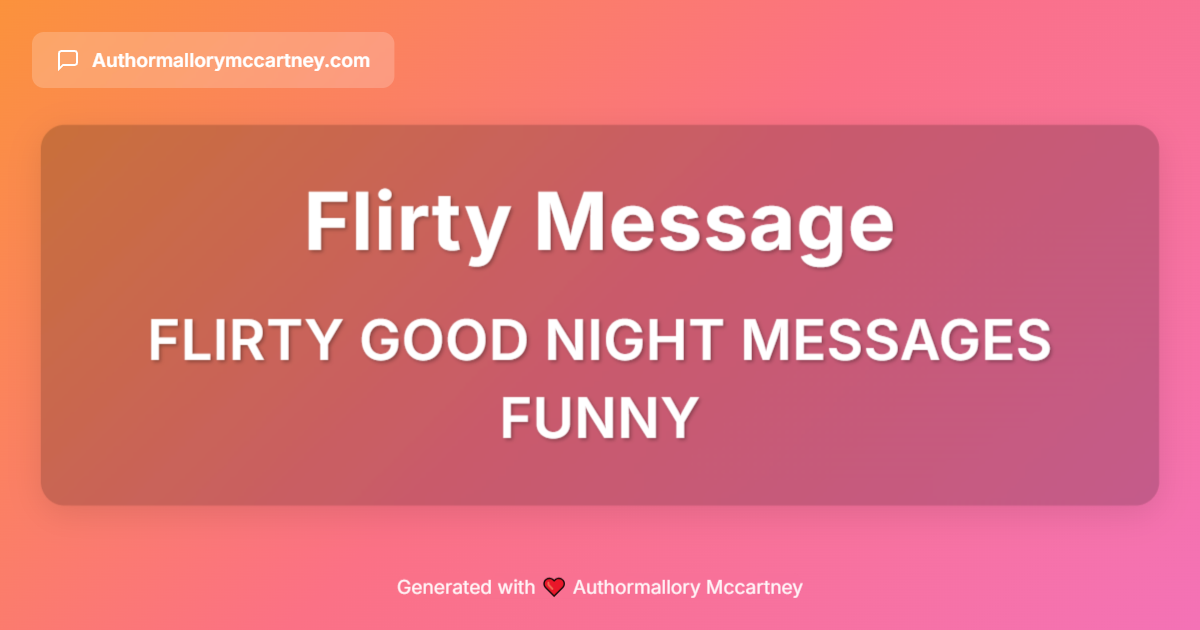 Authormallorymccartney.com
Flirty Message
FLIRTY GOOD NIGHT MESSAGES
FUNNY
Generated with ❤️ Authormallory Mccartney